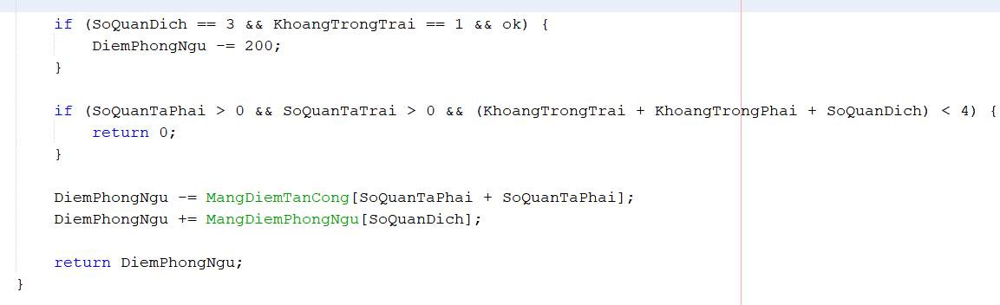 if (SoQuanDich == 3 && KhoangTrongTrai == 1 && ok) {
DiemPhongNgu -= 200;
}
if (SoQuanTaPhai > 0 && SoQuanTaTrai > 0 && (KhoangTrongTrai + KhoangTrongPhai + SoQuanDich) < 4) {
return 0;
}
DiemPhongNgu -= MangDiemTanCong[SoQuanTaPhai + SoQuanTaPhai];
DiemPhongNgu += MangDiemPhongNgu[SoQuanDich];
return DiemPhongNgu;
}